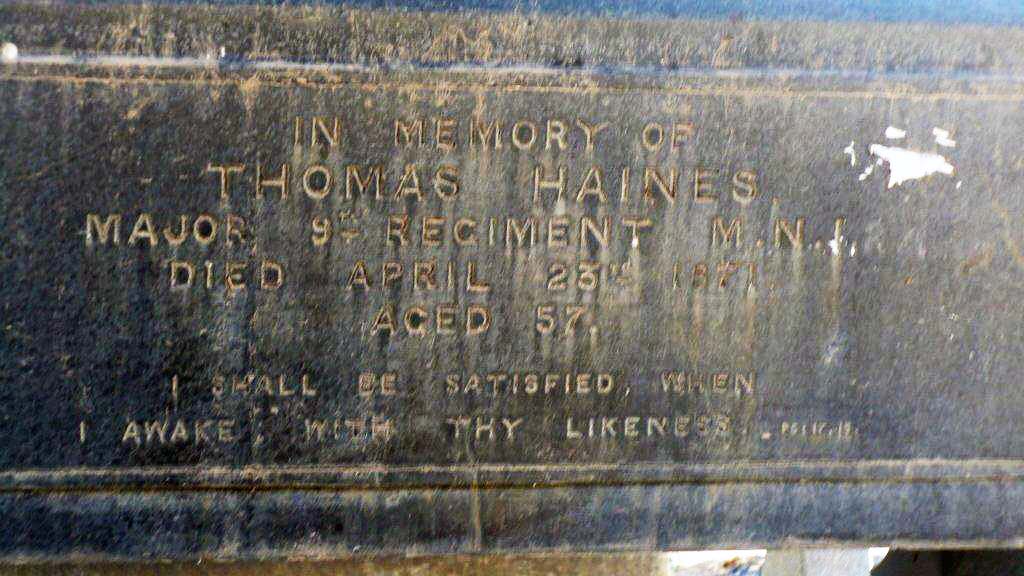 IN MEMORY OF
THOMAS HAINES,
MAJOR, 9TH REGIMENT M.N.I.,
DIED APRIL 25TH 1871.
AGED 57.
I SHALL BE SATISFIED, WHEN
I AWAKE, WITH THY LIKENESS.